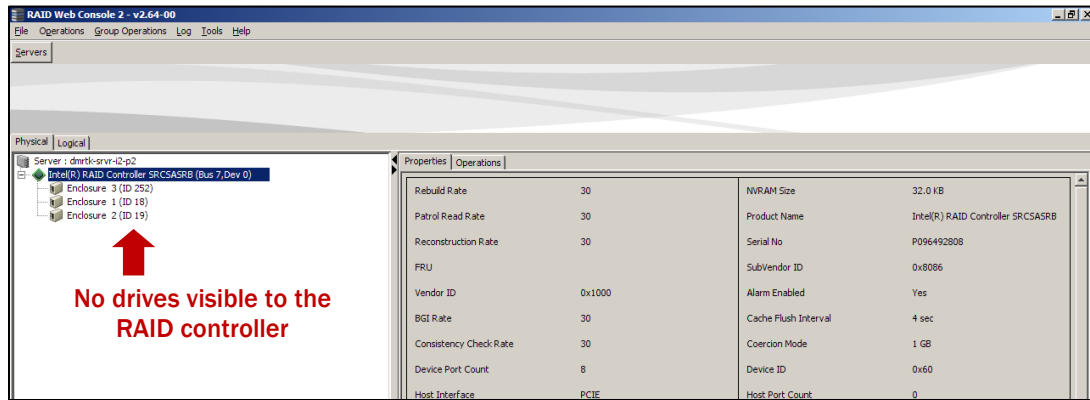 RAID Web Console 2 - v2.64-00
File Operations Group Operations Log Tools Help
Servers
Physical Logical
Server : dmrtk-srvr-i2-p2
Intel(R) RAID Controller SRCSASRB (Bus 7,Dev 0)
Enclosure 3 (ID 252)
Enclosure 1 (ID 18)
Enclosure 2 (ID 19)
No drives visible to the
RAID controller
Properties Operations
Rebuild Rate 30 NVRAM Size 32.0 KB
Patrol Read Rate 30 Product Name Intel(R) RAID Controller SRCSASRB
Reconstruction Rate 30 Serial No P096492808
FRU SubVendor ID 0x8086
Vendor ID 0x1000 Alarm Enabled Yes
BGI Rate 30 Cache Flush Interval 4 sec
Consistency Check Rate 30 Coercion Mode 1 GB
Device Port Count 8 Device ID 0x60
Host Interface PCIE Host Port Count 0